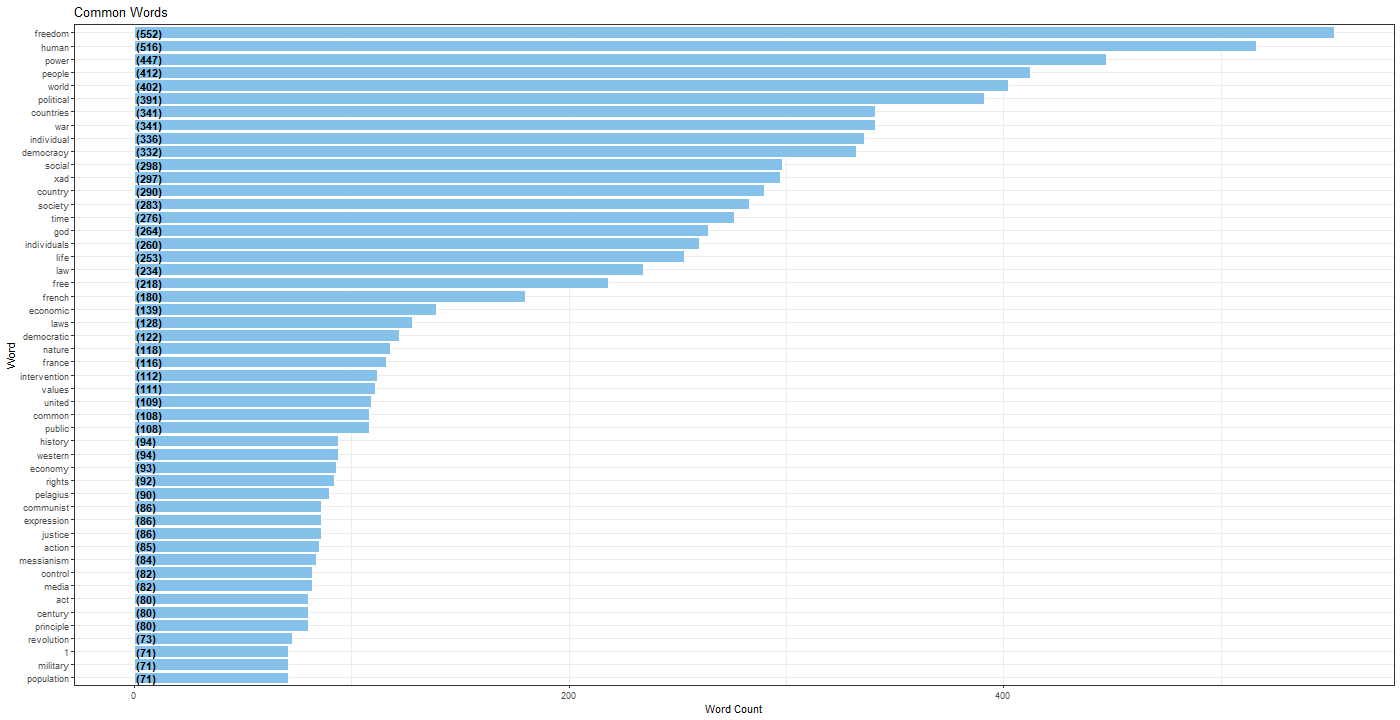 Common Words
freedom (552)
human (516)
power (447)
people (412)
world (402)
political (391)
countries (341)
war (341)
individual (336)
democracy (332)
social (298)
xad (297)
country (290)
society (283)
time (276)
god (264)
individuals (260)
life (253)
law (234)
free (218)
french (180)
economic (139)
laws (128)
democratic (122)
nature (118)
france (116)
intervention (112)
values (111)
united (109)
common (108)
public (108)
history (94)
western (94)
economy (93)
rights (92)
pelagius (90)
communist (86)
expression (86)
justice (86)
action (85)
messianism (84)
control (82)
media (82)
act (80)
century (80)
principle (80)
revolution (73)
1 (71)
military (71)
population (71)
Word
0 200 400
Word Count